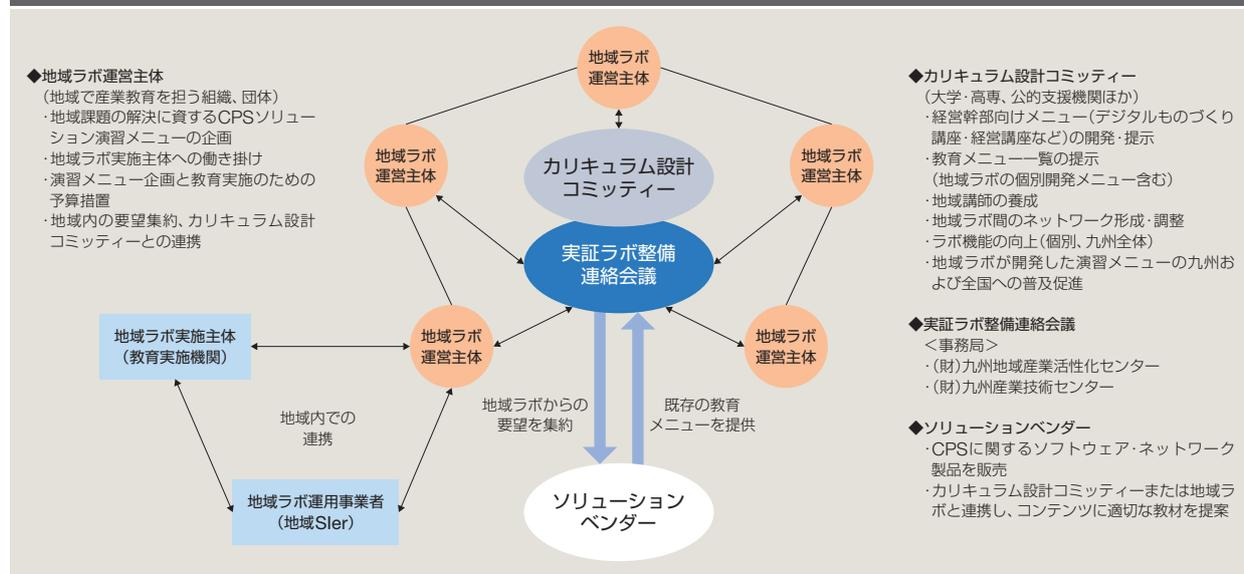 ◆地域ラボ運営主体
（地域で産業教育を担う組織、団体）
・地域課題の解決に資するCPSソリュー
ション演習メニューの企画
・地域ラボ実施主体への働き掛け
・演習メニュー企画と教育実施のための
予算措置
・地域内の要望集約、カリキュラム設計
コミッティーとの連携
地域ラボ
運営主体
地域ラボ
運営主体
カリキュラム設計
コミッティー
地域ラボ
運営主体
実証ラボ整備
連絡会議
地域ラボ実施主体
（教育実施機関）
地域ラボ
運営主体
地域ラボ
運営主体
地域内での
連携
地域ラボからの
要望を集約
既存の教育
メニューを提供
地域ラボ運用事業者
（地域SIer）
ソリューション
ベンダー
◆カリキュラム設計コミッティー
（大学・高専、公的支援機関ほか）
・経営幹部向けメニュー（デジタルものづくり
講座・経営講座など）の開発・提示
・教育メニュー一覧の提示
（地域ラボの個別開発メニュー含む）
・地域講師の養成
・地域ラボ間のネットワーク形成・調整
・ラボ機能の向上（個別、九州全体）
・地域ラボが開発した演習メニューの九州お
よび全国への普及促進
◆実証ラボ整備連絡会議
＜事務局＞
・（財）九州地域産業活性化センター
・（財）九州産業技術センター
◆ソリューションベンダー
・CPSに関するソフトウェア・ネットワーク
製品を販売
・カリキュラム設計コミッティーまたは地域ラ
ボと連携し、コンテンツに適切な教材を提案